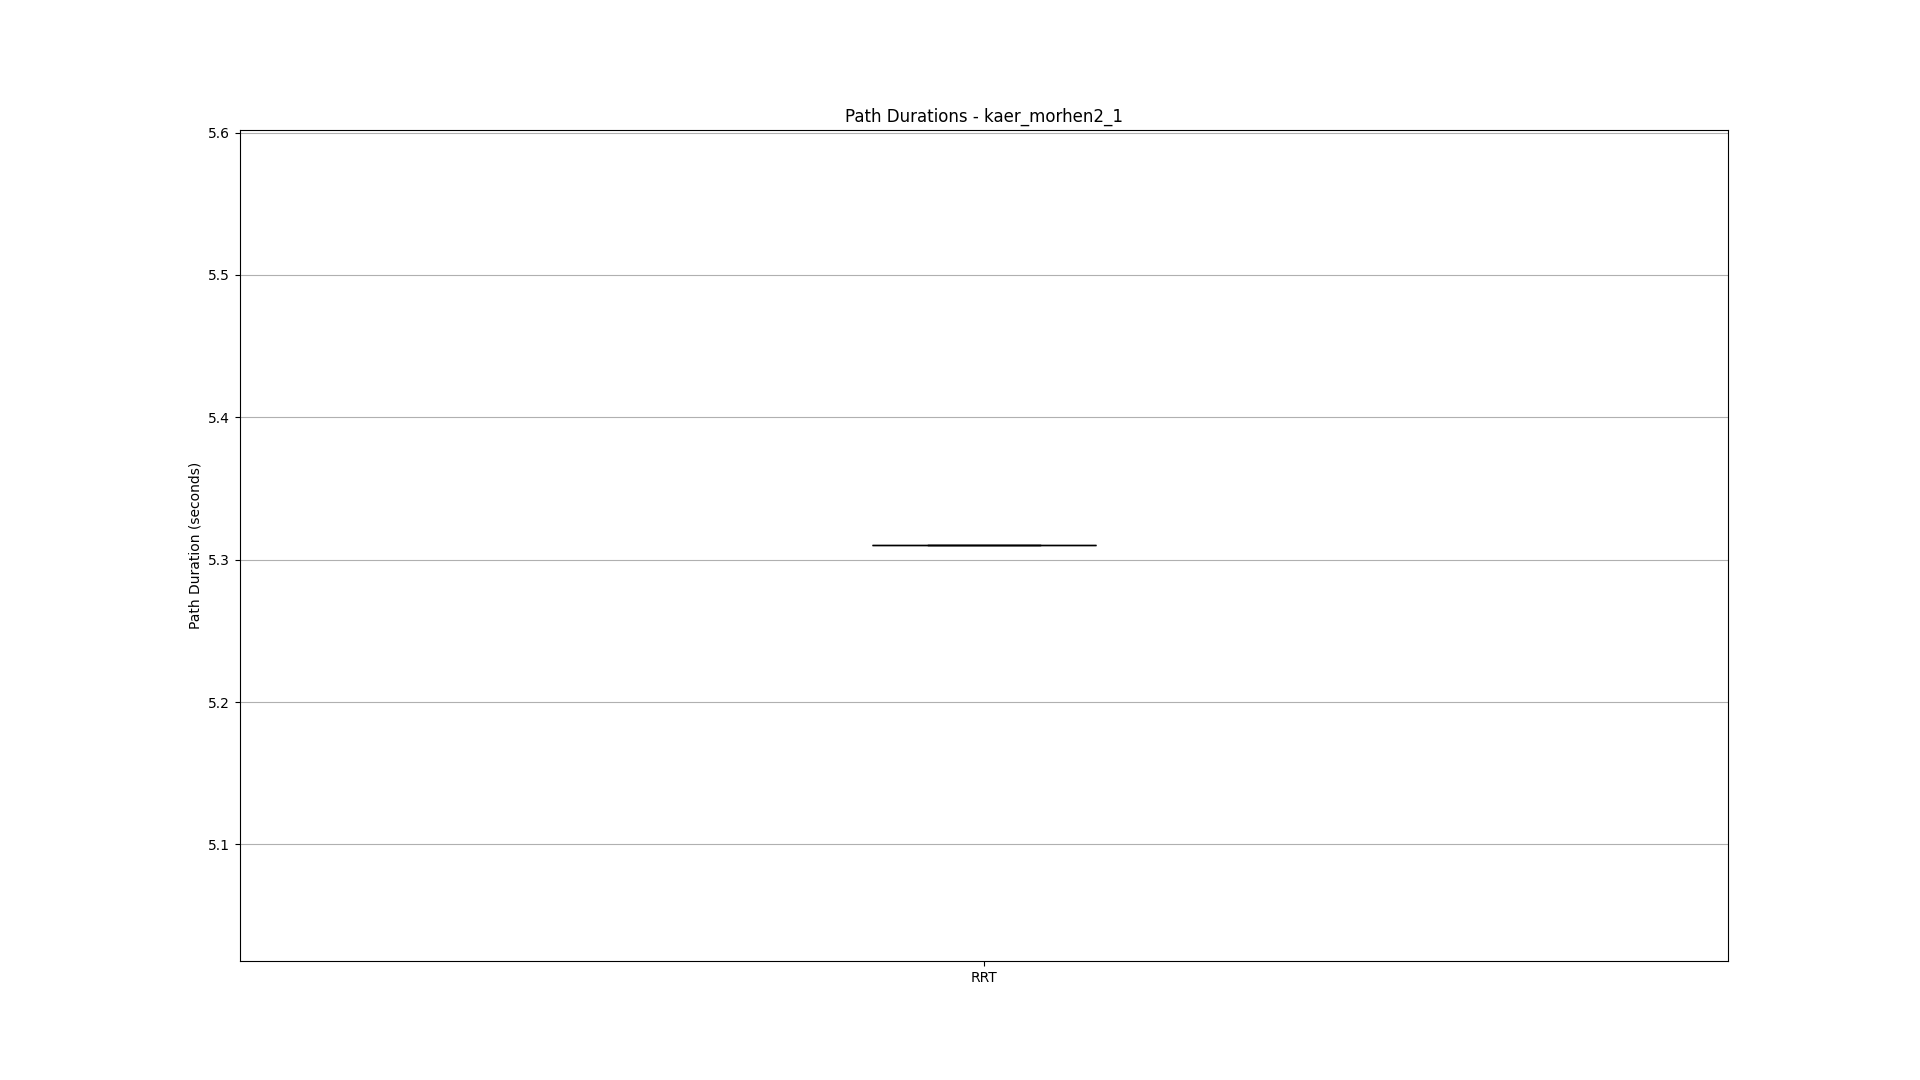 Path Durations - kaer_morhen2_1
5.6
5.5
5.4
5.3
5.2
5.1
Path Duration (seconds)
RRT